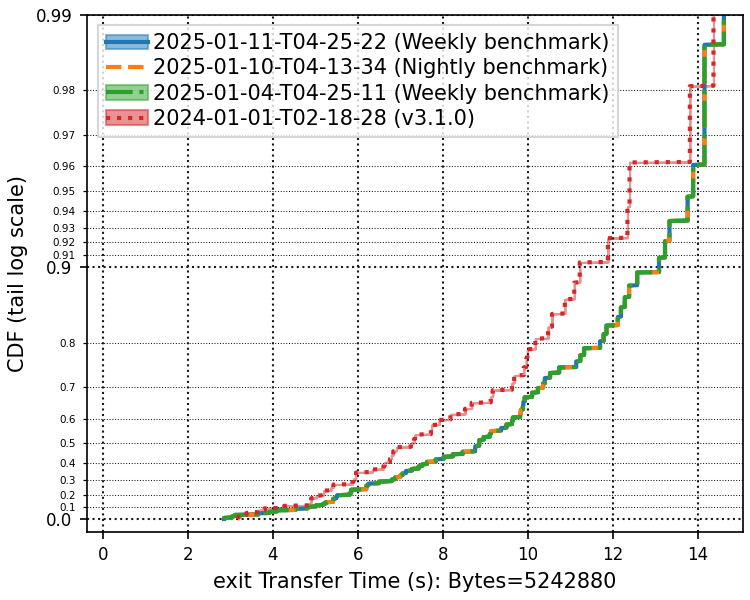 0.99
2025-01-11-T04-25-22 (Weekly benchmark)
2025-01-10-T04-13-34 (Nightly benchmark)
2025-01-04-T04-25-11 (Weekly benchmark)
2024-01-01-T02-18-28 (v3.1.0)
0.98
0.97
0.96
0.95
0.94
0.93
0.92
0.91
0.9
0.8
0.7
0.6
0.5
0.4
0.3
0.2
0.1
0.0
CDF (tail log scale)
0 2 4 6 8 10 12 14
exit Transfer Time (s): Bytes=5242880